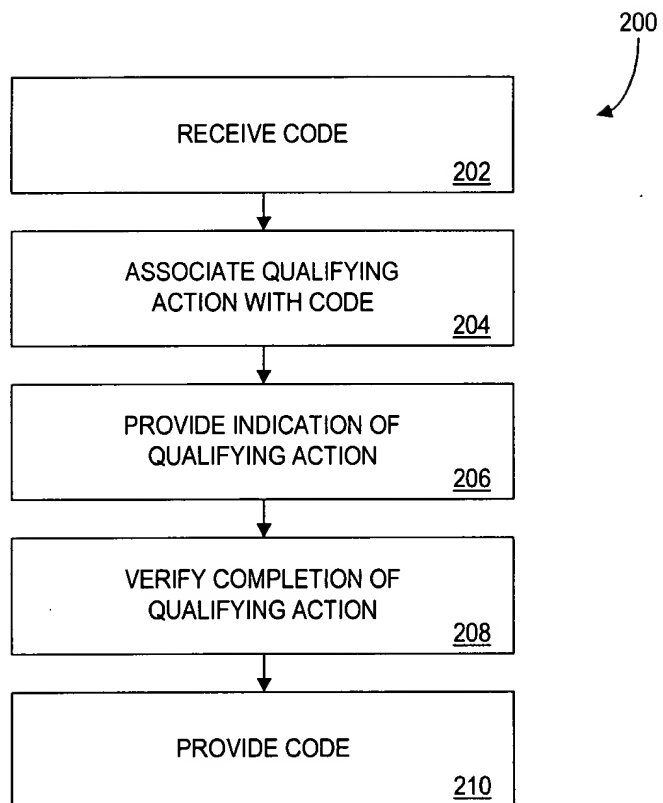 200
RECEIVE CODE
202
ASSOCIATE QUALIFYING
ACTION WITH CODE
204
PROVIDE INDICATION OF
QUALIFYING ACTION
206
VERIFY COMPLETION OF
QUALIFYING ACTION
208
PROVIDE CODE
210